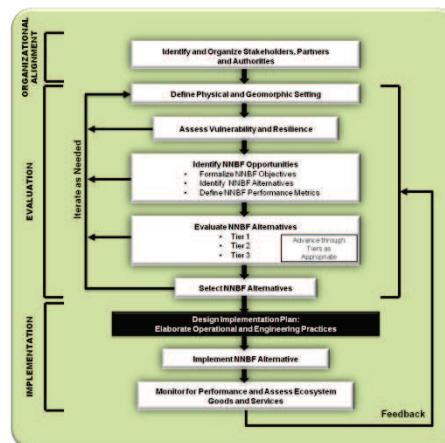 ORGANIZATIONAL
ALIGNMENT
Identify and Organize Stakeholders, Partners
and Authorities
EVALUATION
Iterate as Needed
Define Physical and Geomorphic Setting
Assess Vulnerability and Resilience
Identify NNBF Opportunities
• Formalize NNBF Objectives
• Identify NNBF Alternatives
• Define NNBF Performance Metrics
Evaluate NNBF Alternatives
• Tier 1
• Tier 2
• Tier 3
Advance through
Tiers as
Appropriate
Select NNBF Alternatives
IMPLEMENTATION
Design Implementation Plan:
Elaborate Operational and Engineering Practices
Implement NNBF Alternative
Monitor for Performance and Assess Ecosystem
Goods and Services
Feedback